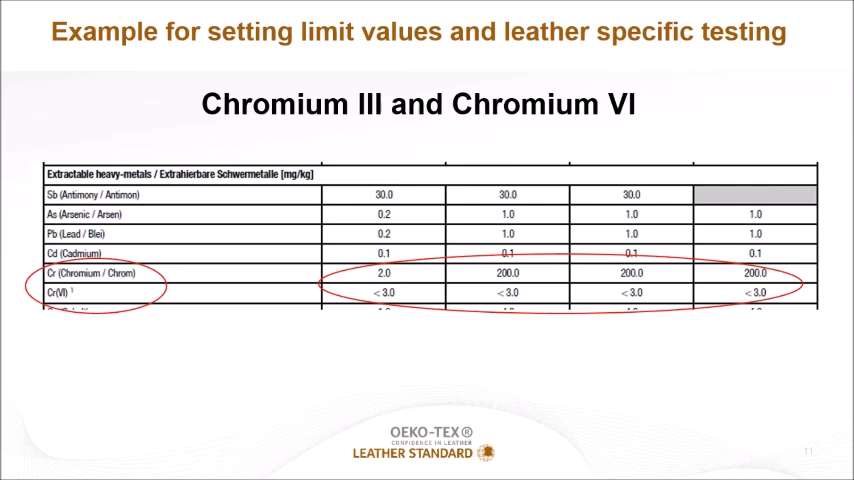 Example for setting limit values and leather specific testing
Chromium III and Chromium VI
Extractable heavy-metals / Extrahierbare Schwermetalle [mg/kg]
Sb (Antimony / Antimon) 30.0 30.0 30.0
As (Arsenic / Arsen) 0.2 1.0 1.0 1.0
Pb (Lead / Blei) 0.2 1.0 1.0 1.0
Cd (Cadmium) 0.1 0.1 0.1 0.1
Cr (Chromium / Chrom) 2.0 200.0 200.0 200.0
Cr(VI) ¹ < 3.0 < 3.0 < 3.0 < 3.0
OEKO-TEX®
CONFIDENCE IN LEATHER
LEATHER STANDARD
11